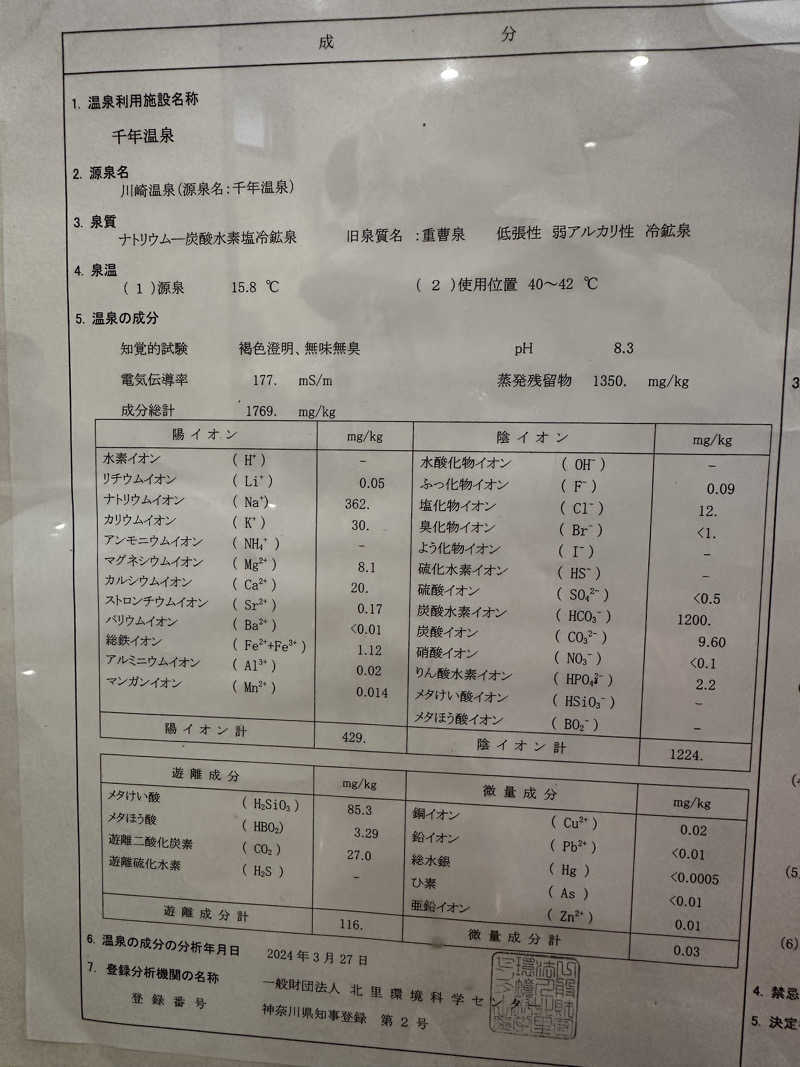 成 分
1. 温泉利用施設名称
千年温泉
2. 源泉名
川崎温泉(源泉名:千年温泉)
3. 泉質
ナトリウム―炭酸水素塩冷鉱泉 旧泉質名 :重曹泉 低張性 弱アルカリ性 冷鉱泉
4. 泉温
( 1 )源泉 15.8 ℃ ( 2 )使用位置 40～42 ℃
5. 温泉の成分
知覚的試験 褐色澄明、無味無臭 pH 8.3
電気伝導率 177. mS/m 蒸発残留物 1350. mg/kg
成分総計 1769. mg/kg
陽イオン mg/kg 陰イオン mg/kg
水素イオン ( H⁺ ) − 水酸化物イオン ( OH⁻ ) −
リチウムイオン ( Li⁺ ) 0.05 ふっ化物イオン ( F⁻ ) 0.09
ナトリウムイオン ( Na⁺) 362. 塩化物イオン ( Cl⁻ ) 12.
カリウムイオン ( K⁺ ) 30. 臭化物イオン ( Br⁻ ) <1.
アンモニウムイオン ( NH₄⁺ ) − よう化物イオン ( I⁻ ) −
マグネシウムイオン ( Mg²⁺ ) 8.1 硫化水素イオン ( HS⁻ ) −
カルシウムイオン ( Ca²⁺ ) 20. 硫酸イオン ( SO₄²⁻ ) <0.5
ストロンチウムイオン ( Sr²⁺ ) 0.17 炭酸水素イオン ( HCO₃⁻ ) 1200.
バリウムイオン ( Ba²⁺ ) <0.01 炭酸イオン ( CO₃²⁻ ) 9.60
総鉄イオン ( Fe²⁺+Fe³⁺ ) 1.12 硝酸イオン ( NO₃⁻ ) <0.1
アルミニウムイオン ( Al³⁺ ) 0.02 りん酸水素イオン ( HPO₄²⁻ ) 2.2
マンガンイオン ( Mn²⁺ ) 0.014 メタけい酸イオン ( HSiO₃⁻ ) −
メタほう酸イオン ( BO₂⁻ ) −
陽イオン計 429. 陰イオン計 1224.
遊離成分 mg/kg 微量成分 mg/kg
メタけい酸 ( H₂SiO₃ ) 85.3 銅イオン ( Cu²⁺ ) 0.02
メタほう酸 ( HBO₂) 3.29 鉛イオン ( Pb²⁺ ) <0.01
遊離二酸化炭素 ( CO₂ ) 27.0 総水銀 ( Hg ) <0.0005
遊離硫化水素 ( H₂S ) − ひ素 ( As ) <0.01
亜鉛イオン ( Zn²⁺ ) 0.01
遊離成分計 116. 微量成分計 0.03
6. 温泉の成分の分析年月日 2024 年 3 月 27 日
7. 登録分析機関の名称 一般財団法人 北里環境科学センター
登録番号 神奈川県知事登録 第 2 号
3
(5)
(6)
4. 禁忌
5. 決定